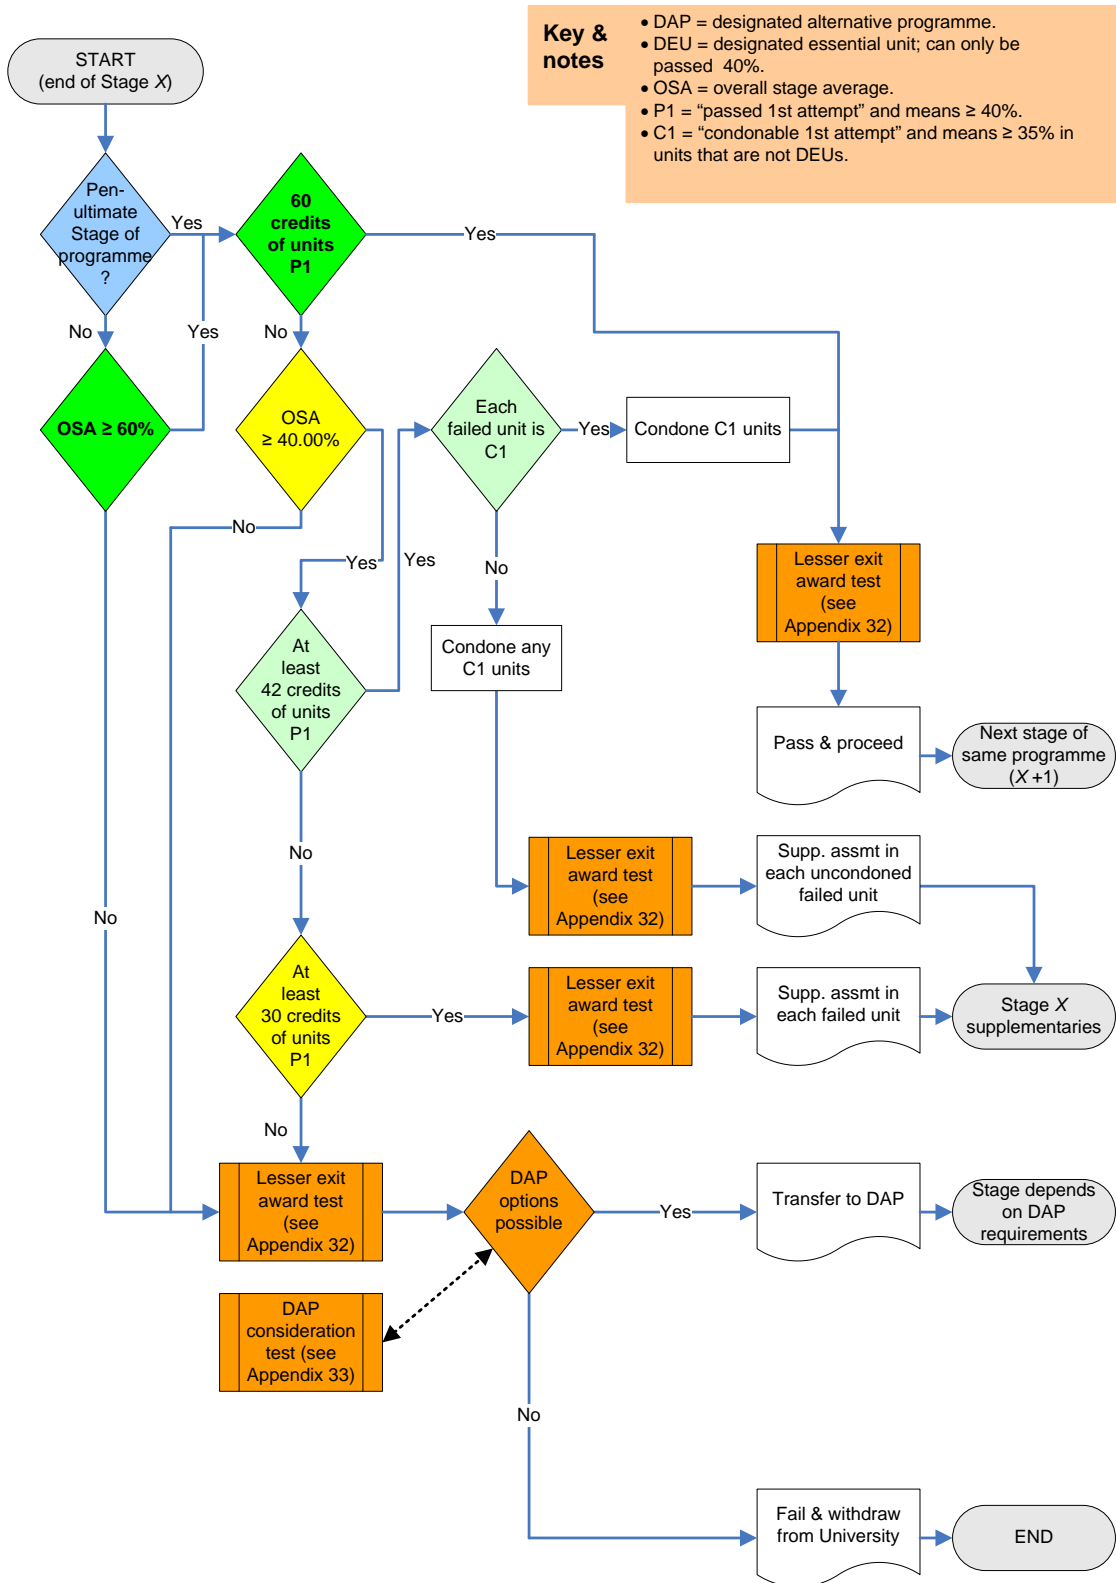 Key &
notes
• DAP = designated alternative programme.
• DEU = designated essential unit; can only be
passed  40%.
• OSA = overall stage average.
• P1 = “passed 1st attempt” and means ≥ 40%.
• C1 = “condonable 1st attempt” and means ≥ 35% in
units that are not DEUs.
START
(end of Stage X)
Pen-
ultimate
Stage of
programme
?
Yes
60
credits
of units
P1
Yes
No
Yes
No
OSA ≥ 60%
OSA
≥ 40.00%
Each
failed unit is
C1
Yes
Condone C1 units
No
Yes
Yes
No
Lesser exit
award test
(see
Appendix 32)
At
least
42 credits
of units
P1
Condone any
C1 units
Pass & proceed
Next stage of
same programme
(X +1)
No
Lesser exit
award test
(see
Appendix 32)
Supp. assmt in
each uncondoned
failed unit
No
At
least
30 credits
of units
P1
Yes
Lesser exit
award test
(see
Appendix 32)
Supp. assmt in
each failed unit
Stage X
supplementaries
No
Lesser exit
award test
(see
Appendix 32)
DAP
options
possible
Yes
Transfer to DAP
Stage depends
on DAP
requirements
DAP
consideration
test (see
Appendix 33)
No
Fail & withdraw
from University
END